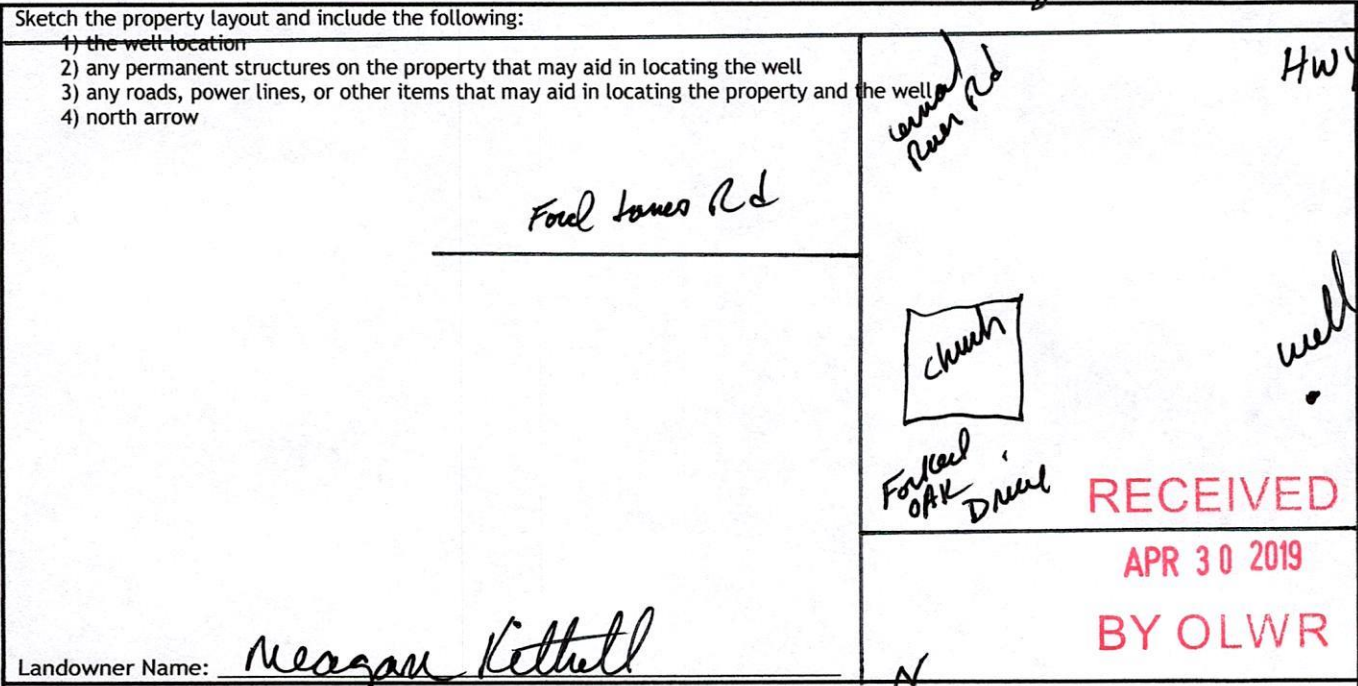 Sketch the property layout and include the following:
1) the well location
2) any permanent structures on the property that may aid in locating the well
3) any roads, power lines, or other items that may aid in locating the property and the well
4) north arrow
Rd
HWY
Rd
church
well
Forked
OAK Drive
RECEIVED
APR 30 2019
BY OLWR
Landowner Name: Meagan
N